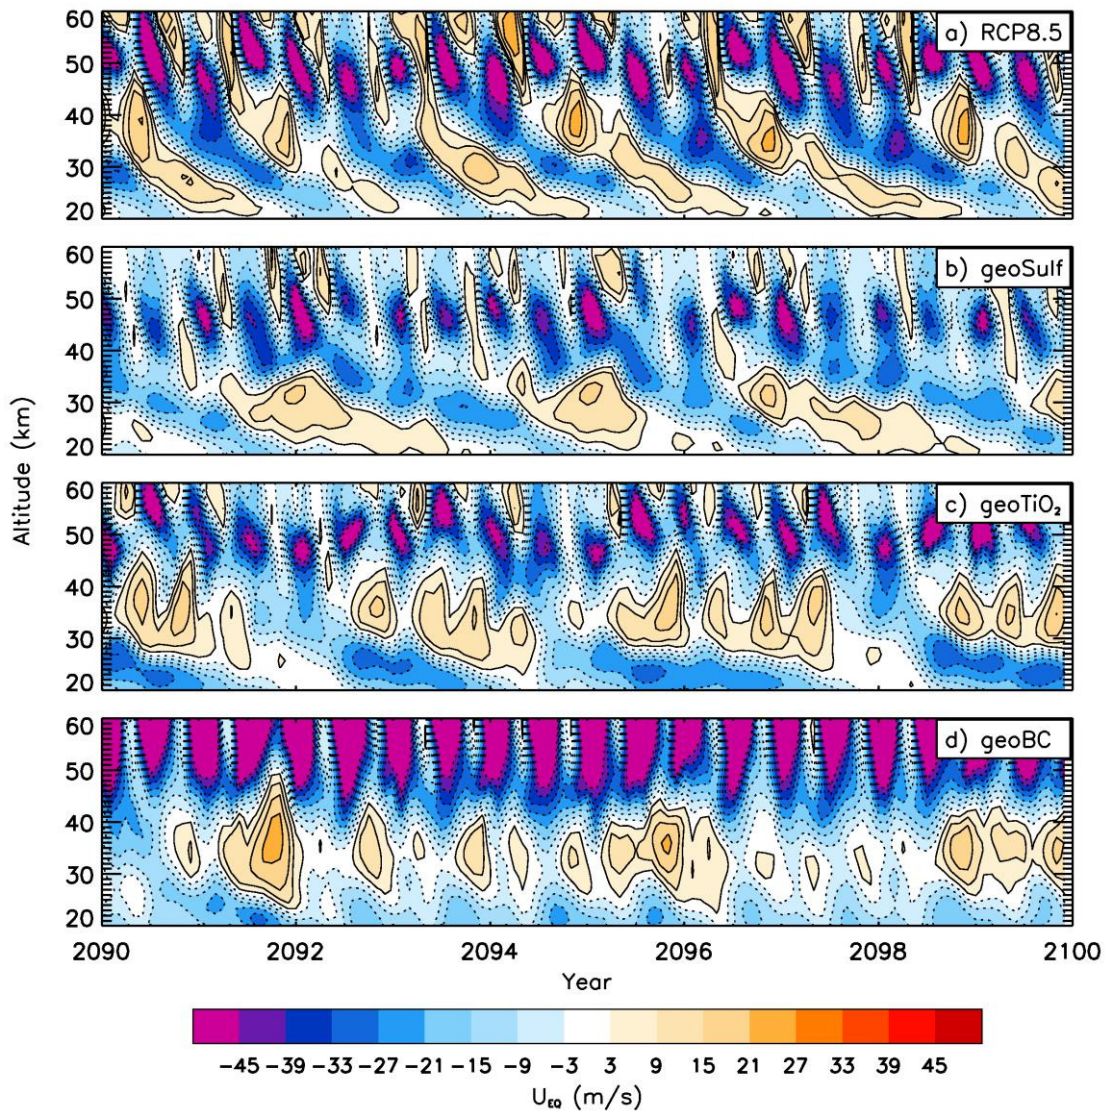 60
50
40
30
20
a) RCP8.5
60
50
40
30
20
b) geoSulf
Altitude (km)
60
50
40
30
20
c) geoTiO₂
60
50
40
30
20
d) geoBC
2090 2092 2094 2096 2098 2100
Year
−45 −39 −33 −27 −21 −15 −9 −3 3 9 15 21 27 33 39 45
U_EQ (m/s)